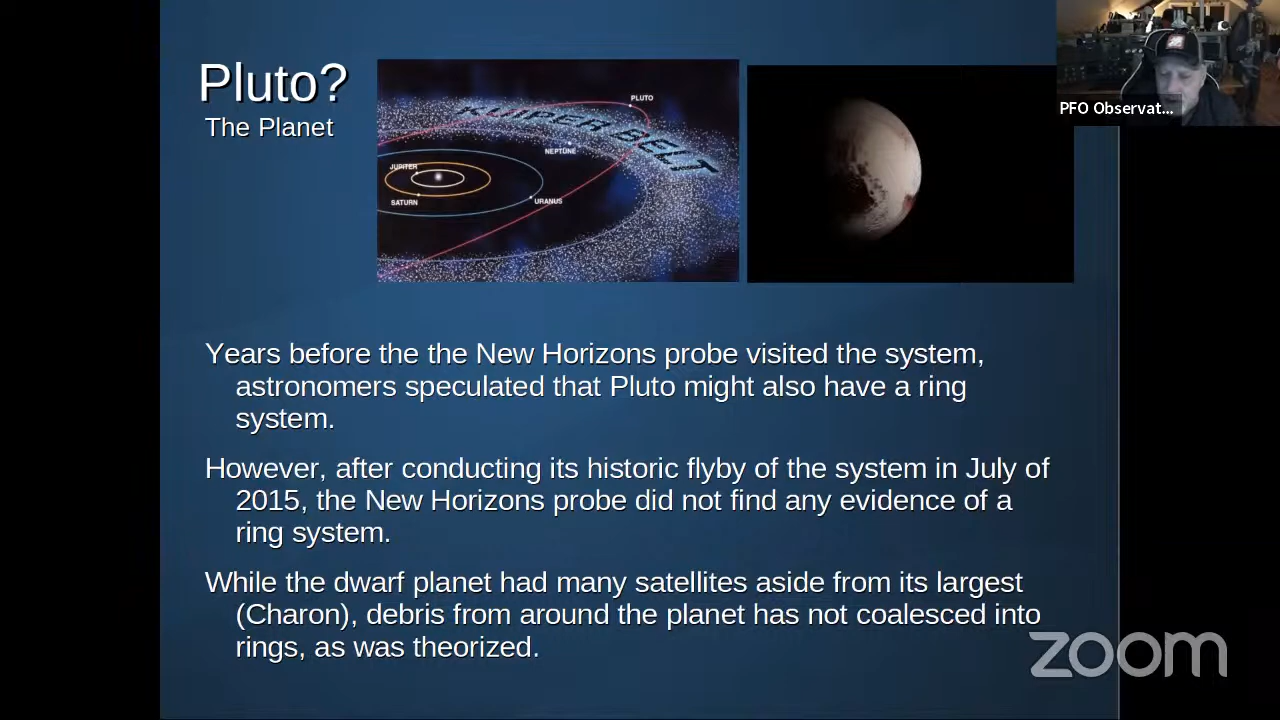 Pluto?
The Planet
PLUTO
KUIPER BELT
NEPTUNE
JUPITER
SATURN
URANUS
PFO Observat...
Years before the the New Horizons probe visited the system,
astronomers speculated that Pluto might also have a ring
system.
However, after conducting its historic flyby of the system in July of
2015, the New Horizons probe did not find any evidence of a
ring system.
While the dwarf planet had many satellites aside from its largest
(Charon), debris from around the planet has not coalesced into
rings, as was theorized.
zoom